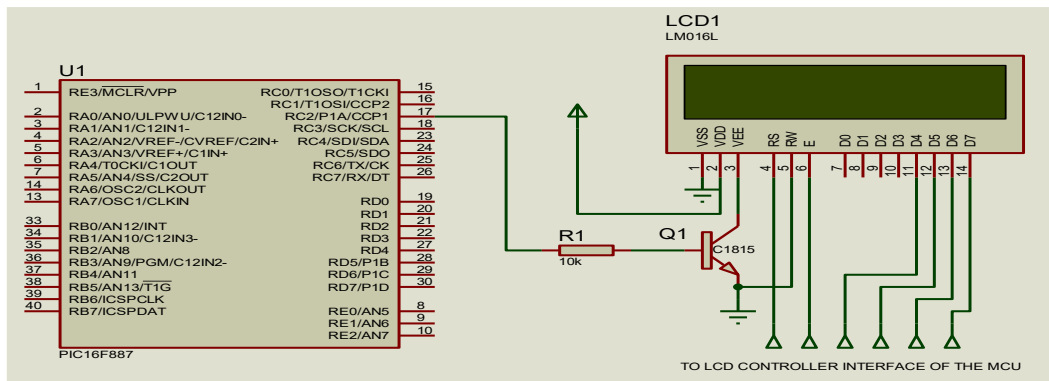 LCD1
LM016L
U1
1 RE3/MCLR/VPP
2 RA0/AN0/ULPWU/C12IN0-
3 RA1/AN1/C12IN1-
4 RA2/AN2/VREF-/CVREF/C2IN+
5 RA3/AN3/VREF+/C1IN+
6 RA4/T0CKI/C1OUT
7 RA5/AN4/SS/C2OUT
14 RA6/OSC2/CLKOUT
13 RA7/OSC1/CLKIN
33 RB0/AN12/INT
34 RB1/AN10/C12IN3-
35 RB2/AN8
36 RB3/AN9/PGM/C12IN2-
37 RB4/AN11
38 RB5/AN13/T1G
39 RB6/ICSPCLK
40 RB7/ICSPDAT
RC0/T1OSO/T1CKI 15
RC1/T1OSI/CCP2 16
RC2/P1A/CCP1 17
RC3/SCK/SCL 18
RC4/SDI/SDA 23
RC5/SDO 24
RC6/TX/CK 25
RC7/RX/DT 26
RD0 19
RD1 20
RD2 21
RD3 22
RD4 27
RD5/P1B 28
RD6/P1C 29
RD7/P1D 30
RE0/AN5 8
RE1/AN6 9
RE2/AN7 10
PIC16F887
VSS VDD VEE RS RW E D0 D1 D2 D3 D4 D5 D6 D7
1 2 3 4 5 6 7 8 9 10 11 12 13 14
R1
10k
Q1
C1815
TO LCD CONTROLLER INTERFACE OF THE MCU